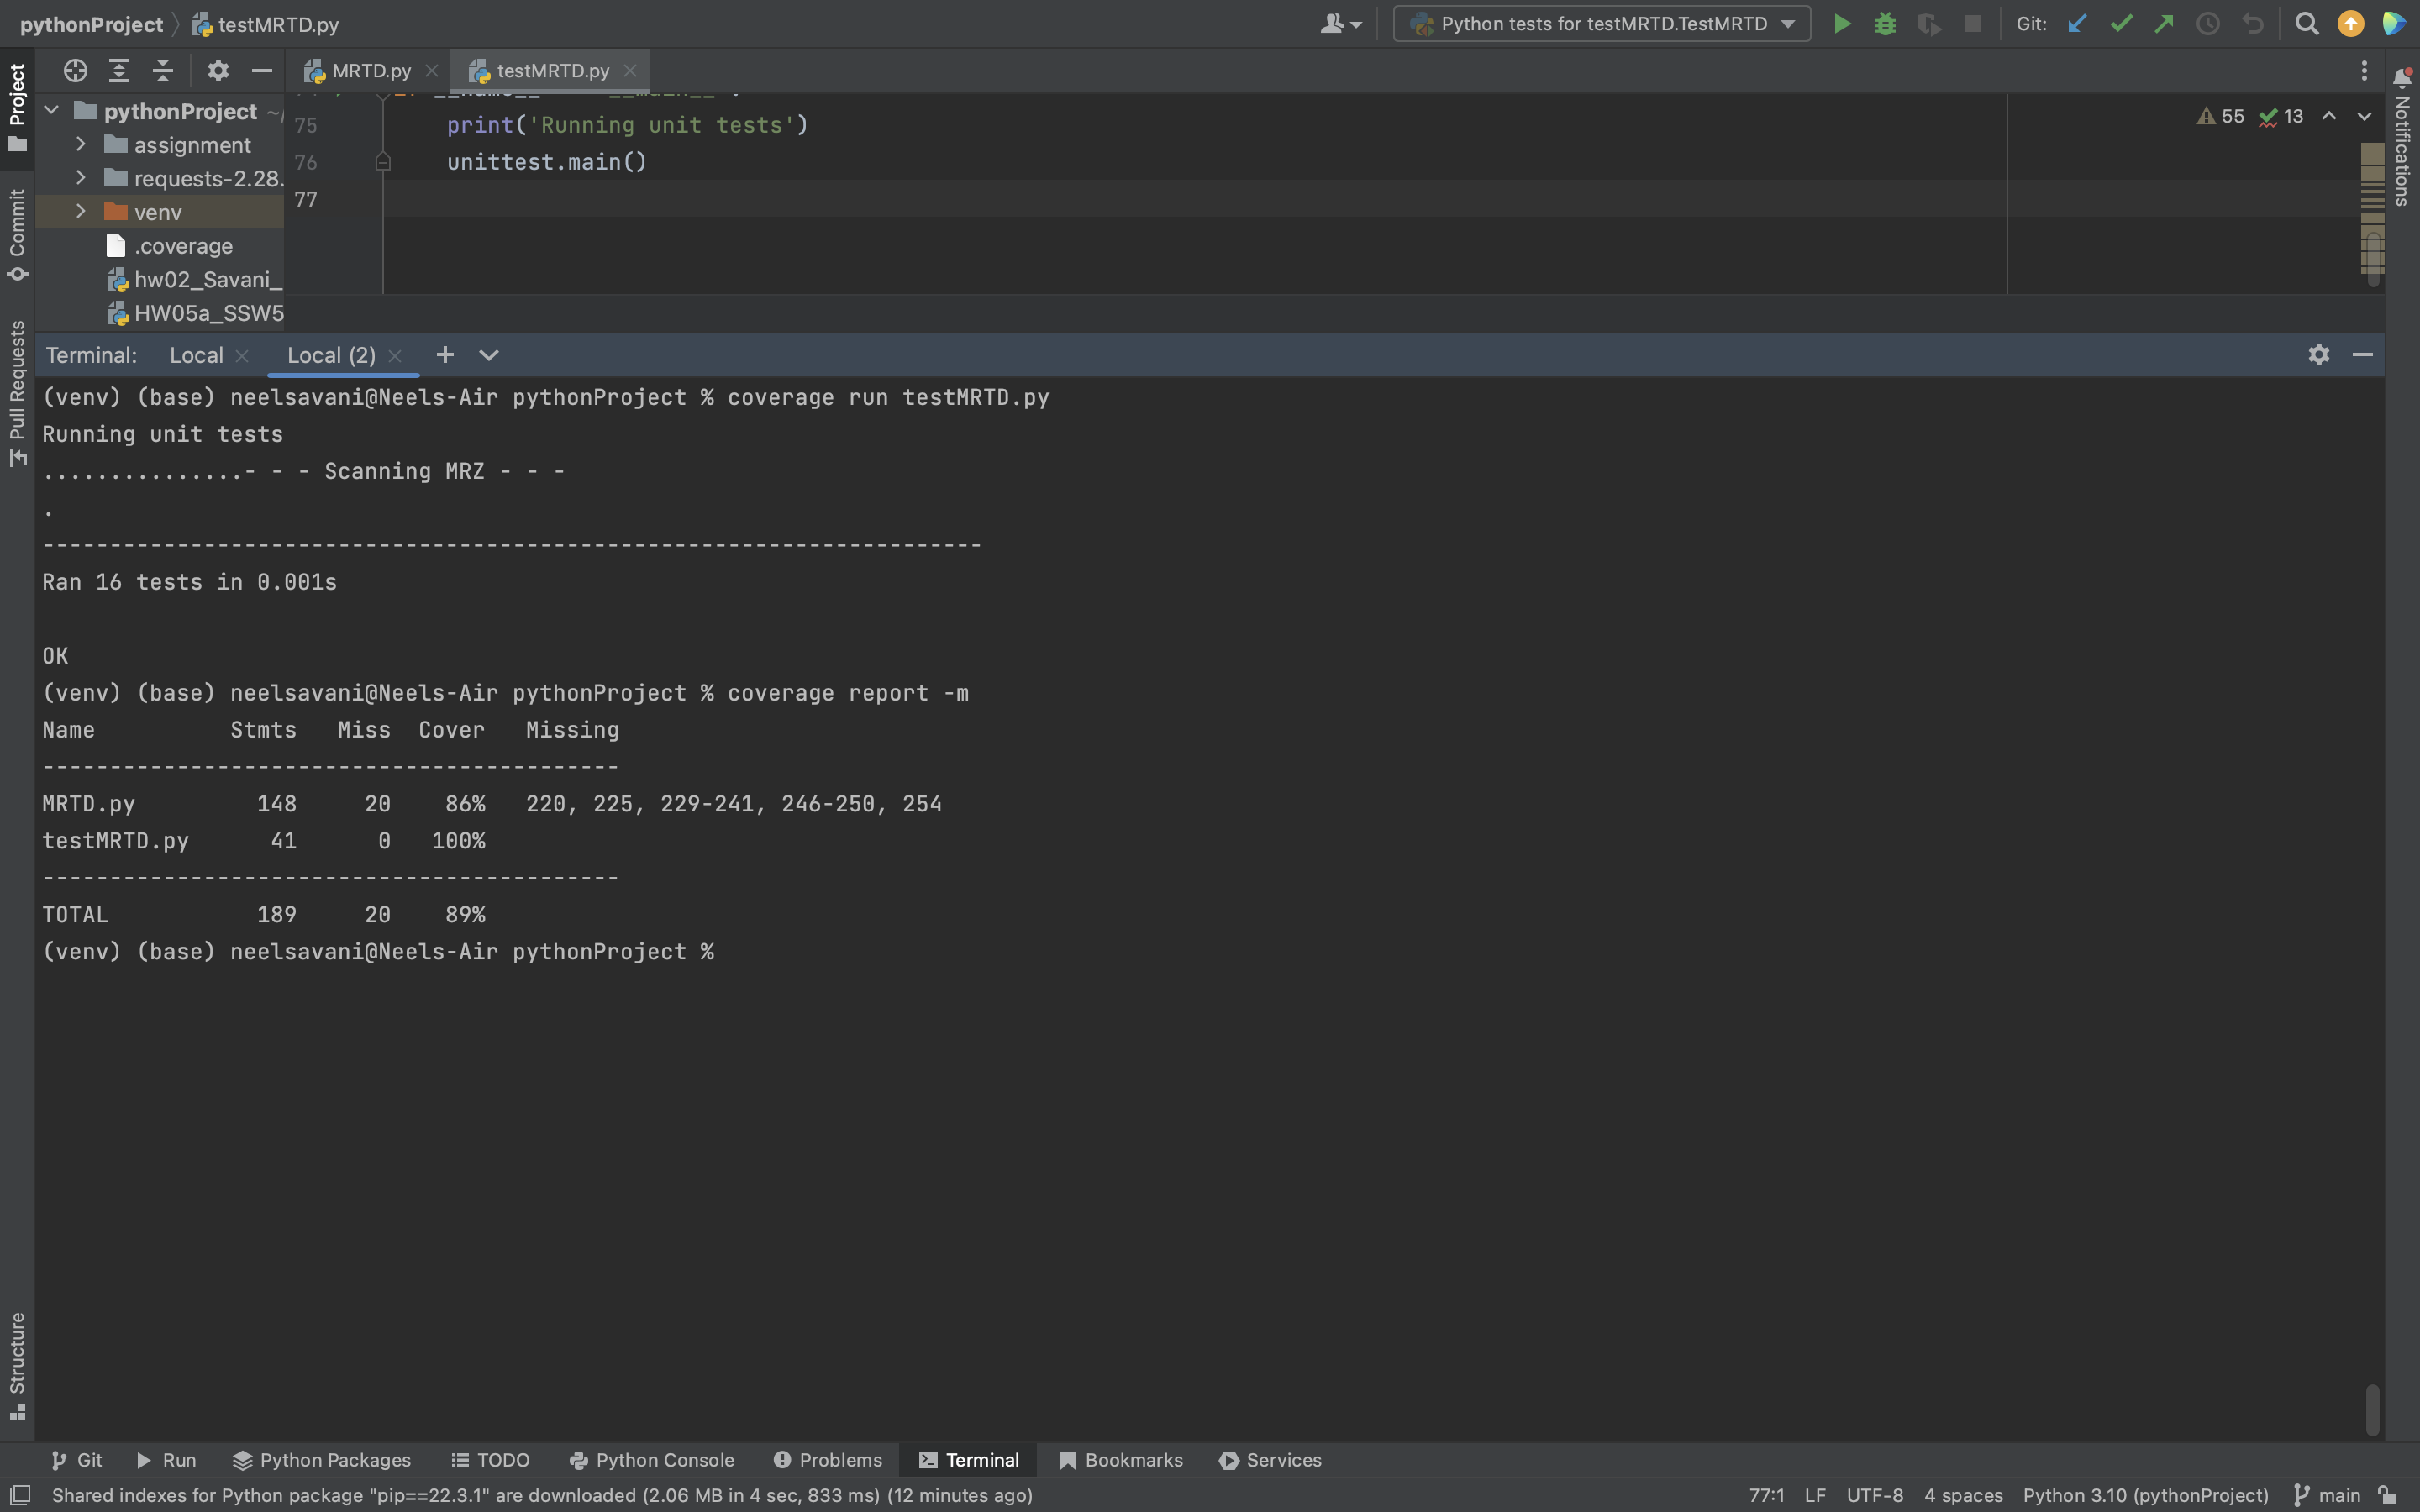 pythonProject testMRTD.py
Python tests for testMRTD.TestMRTD Git:
MRTD.py testMRTD.py
Project
pythonProject
assignment
requests-2.28.
venv
.coverage
hw02_Savani_
HW05a_SSW5
75 print('Running unit tests')
76 unittest.main()
77
55 13
Notifications
Commit
Pull Requests
Structure
Terminal: Local Local (2)
(venv) (base) neelsavani@Neels-Air pythonProject % coverage run testMRTD.py
Running unit tests
...............- - - Scanning MRZ - - -
.
----------------------------------------------------------------------
Ran 16 tests in 0.001s
OK
(venv) (base) neelsavani@Neels-Air pythonProject % coverage report -m
Name Stmts Miss Cover Missing
-------------------------------------------
MRTD.py 148 20 86% 220, 225, 229-241, 246-250, 254
testMRTD.py 41 0 100%
-------------------------------------------
TOTAL 189 20 89%
(venv) (base) neelsavani@Neels-Air pythonProject %
Git Run Python Packages TODO Python Console Problems Terminal Bookmarks Services
Shared indexes for Python package "pip==22.3.1" are downloaded (2.06 MB in 4 sec, 833 ms) (12 minutes ago) 77:1 LF UTF-8 4 spaces Python 3.10 (pythonProject) main